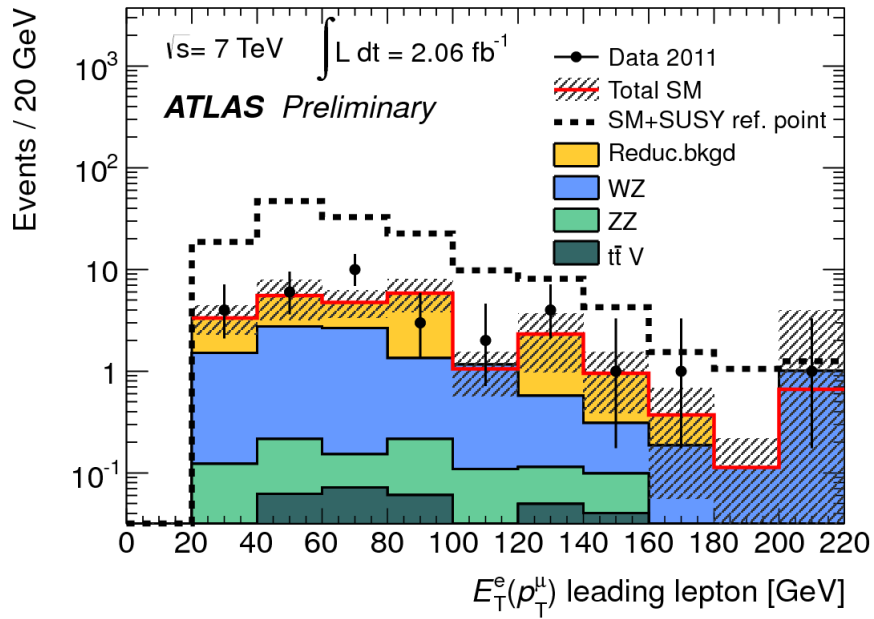 √s= 7 TeV ∫ L dt = 2.06 fb⁻¹
ATLAS Preliminary
Data 2011
Total SM
SM+SUSY ref. point
Reduc.bkgd
WZ
ZZ
tt̄ V
Events / 20 GeV
10³
10²
10
1
10⁻¹
0 20 40 60 80 100 120 140 160 180 200 220
E_T^e(p_T^μ) leading lepton [GeV]